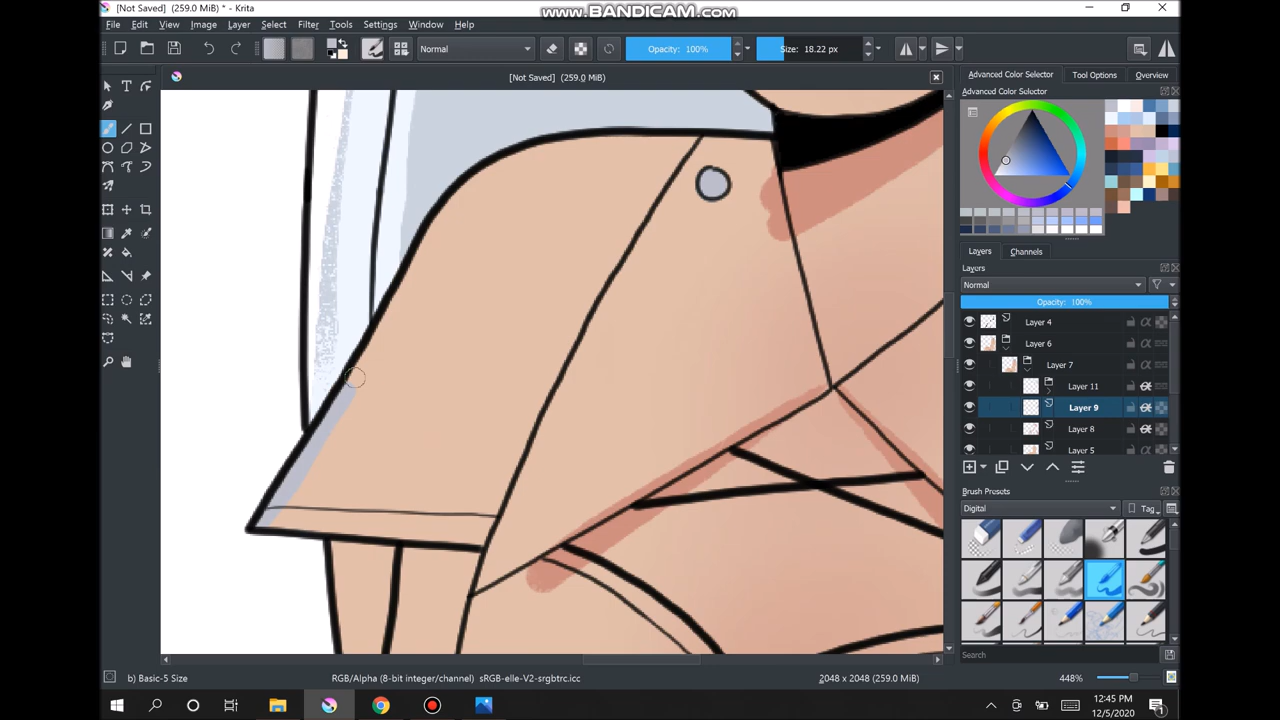 [Not Saved] (259.0 MiB) * - Krita
www.BANDICAM.com
File Edit View Image Layer Select Filter Tools Settings Window Help
Normal Opacity: 100% Size: 18.22 px
[Not Saved] (259.0 MiB)
Advanced Color Selector Tool Options Overview
Advanced Color Selector
Layers Channels
Layers
Normal
Opacity: 100%
Layer 4
Layer 6
Layer 7
Layer 11
Layer 9
Layer 8
Layer 5
Brush Presets
Digital Tag
Search
b) Basic-5 Size RGB/Alpha (8-bit integer/channel) sRGB-elle-V2-srgbtrc.icc 2048 x 2048 (259.0 MiB) 448%
12:45 PM
12/5/2020
1